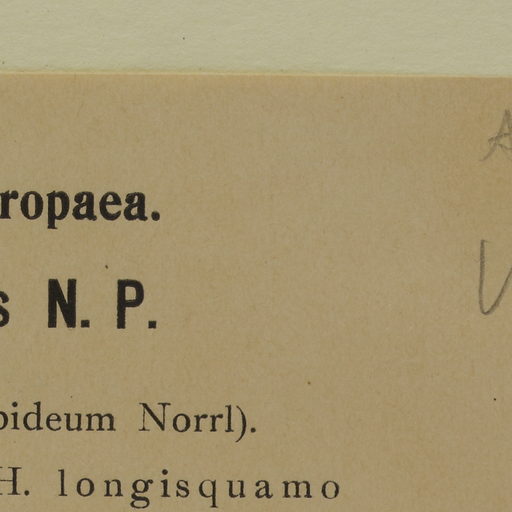 ropaea.
s N. P.
pideum Norrl).
H. longisquamo